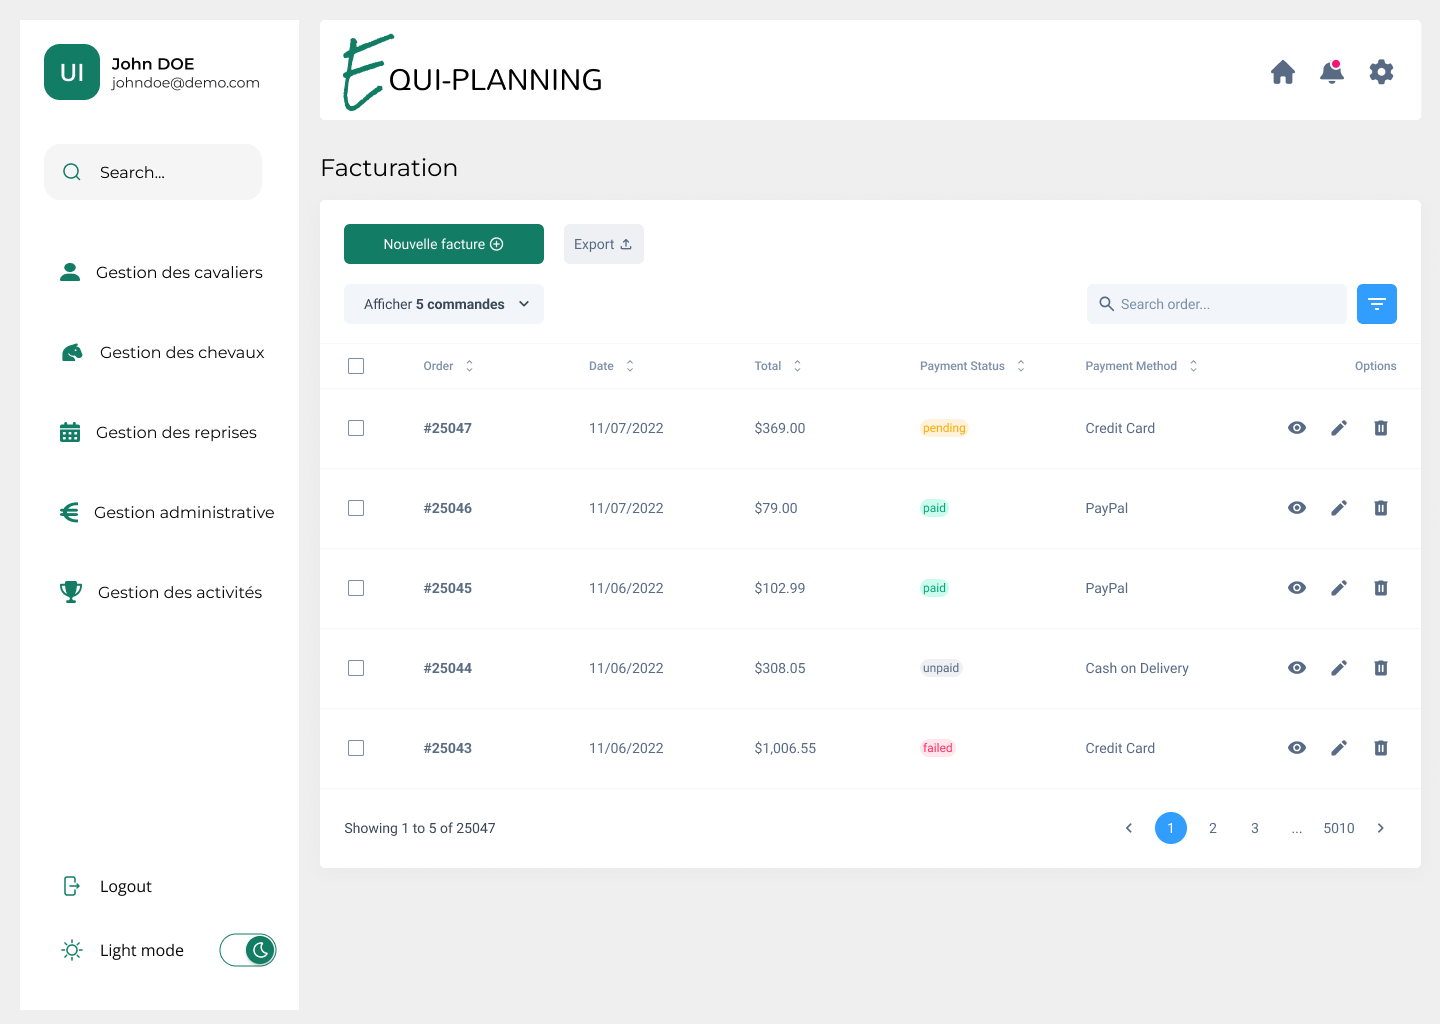 UI
John DOE
johndoe@demo.com
Search...
Gestion des cavaliers
Gestion des chevaux
Gestion des reprises
Gestion administrative
Gestion des activités
Logout
Light mode
EQUI-PLANNING
Facturation
Nouvelle facture
Export
Afficher 5 commandes
Search order...
Order Date Total Payment Status Payment Method Options
#25047 11/07/2022 $369.00 pending Credit Card
#25046 11/07/2022 $79.00 paid PayPal
#25045 11/06/2022 $102.99 paid PayPal
#25044 11/06/2022 $308.05 unpaid Cash on Delivery
#25043 11/06/2022 $1,006.55 failed Credit Card
Showing 1 to 5 of 25047
1 2 3 ... 5010